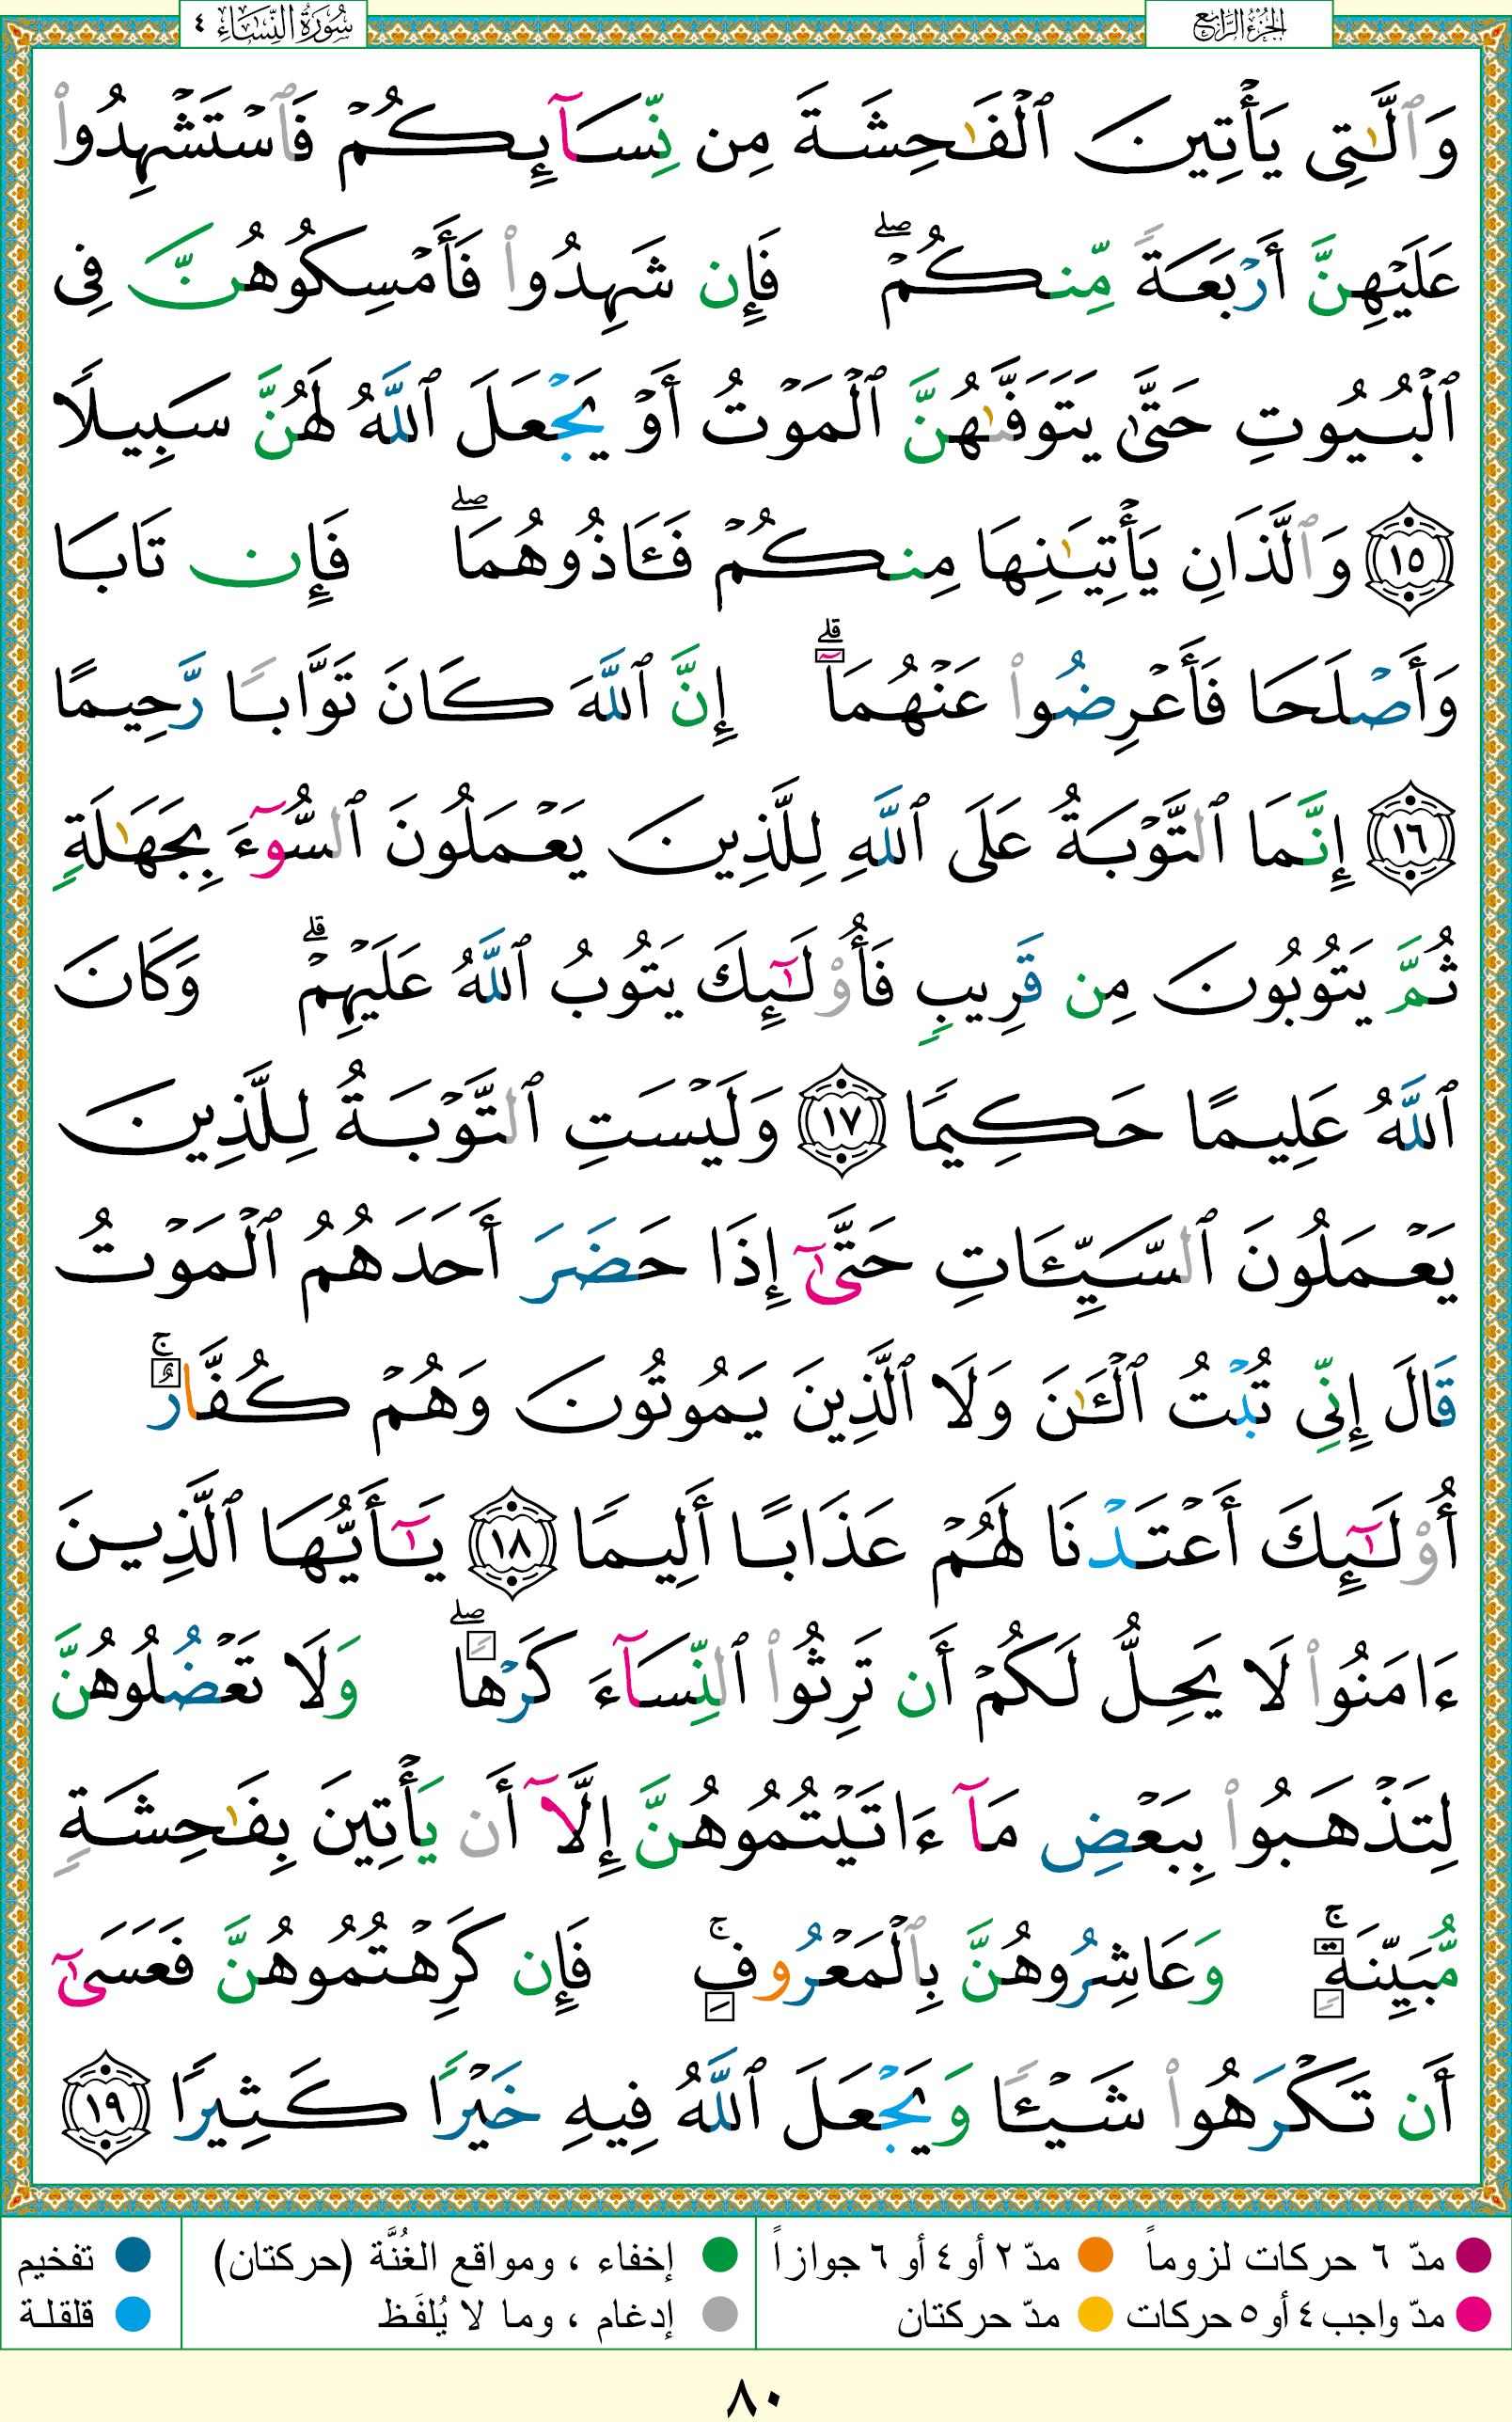 الجزء الرابع
سورة النساء ٤
وَٱلَّٰتِى يَأْتِينَ ٱلْفَٰحِشَةَ مِن نِّسَآئِكُمْ فَٱسْتَشْهِدُوا۟
عَلَيْهِنَّ أَرْبَعَةً مِّنكُمْ ۖ فَإِن شَهِدُوا۟ فَأَمْسِكُوهُنَّ فِى
ٱلْبُيُوتِ حَتَّىٰ يَتَوَفَّىٰهُنَّ ٱلْمَوْتُ أَوْ يَجْعَلَ ٱللَّهُ لَهُنَّ سَبِيلًا
١٥ وَٱلَّذَانِ يَأْتِيَٰنِهَا مِنكُمْ فَـَٔاذُوهُمَا ۖ فَإِن تَابَا
وَأَصْلَحَا فَأَعْرِضُوا۟ عَنْهُمَآ ۗ إِنَّ ٱللَّهَ كَانَ تَوَّابًا رَّحِيمًا
١٦ إِنَّمَا ٱلتَّوْبَةُ عَلَى ٱللَّهِ لِلَّذِينَ يَعْمَلُونَ ٱلسُّوٓءَ بِجَهَٰلَةٍ
ثُمَّ يَتُوبُونَ مِن قَرِيبٍ فَأُو۟لَٰٓئِكَ يَتُوبُ ٱللَّهُ عَلَيْهِمْ ۗ وَكَانَ
ٱللَّهُ عَلِيمًا حَكِيمًا ١٧ وَلَيْسَتِ ٱلتَّوْبَةُ لِلَّذِينَ
يَعْمَلُونَ ٱلسَّيِّـَٔاتِ حَتَّىٰٓ إِذَا حَضَرَ أَحَدَهُمُ ٱلْمَوْتُ
قَالَ إِنِّى تُبْتُ ٱلْـَٰٔنَ وَلَا ٱلَّذِينَ يَمُوتُونَ وَهُمْ كُفَّارٌ ۚ
أُو۟لَٰٓئِكَ أَعْتَدْنَا لَهُمْ عَذَابًا أَلِيمًا ١٨ يَٰٓأَيُّهَا ٱلَّذِينَ
ءَامَنُوا۟ لَا يَحِلُّ لَكُمْ أَن تَرِثُوا۟ ٱلنِّسَآءَ كَرْهًا ۖ وَلَا تَعْضُلُوهُنَّ
لِتَذْهَبُوا۟ بِبَعْضِ مَآ ءَاتَيْتُمُوهُنَّ إِلَّآ أَن يَأْتِينَ بِفَٰحِشَةٍ
مُّبَيِّنَةٍ ۚ وَعَاشِرُوهُنَّ بِٱلْمَعْرُوفِ ۚ فَإِن كَرِهْتُمُوهُنَّ فَعَسَىٰٓ
أَن تَكْرَهُوا۟ شَيْـًٔا وَيَجْعَلَ ٱللَّهُ فِيهِ خَيْرًا كَثِيرًا ١٩
مدّ ٦ حركات لزوماً مدّ ٢ أو ٤ أو ٦ جوازاً إخفاء ، ومواقع الغُنَّة (حركتان) تفخيم
مدّ واجب ٤ أو ٥ حركات مدّ حركتان إدغام ، وما لا يُلفَظ قلقلة
٨٠